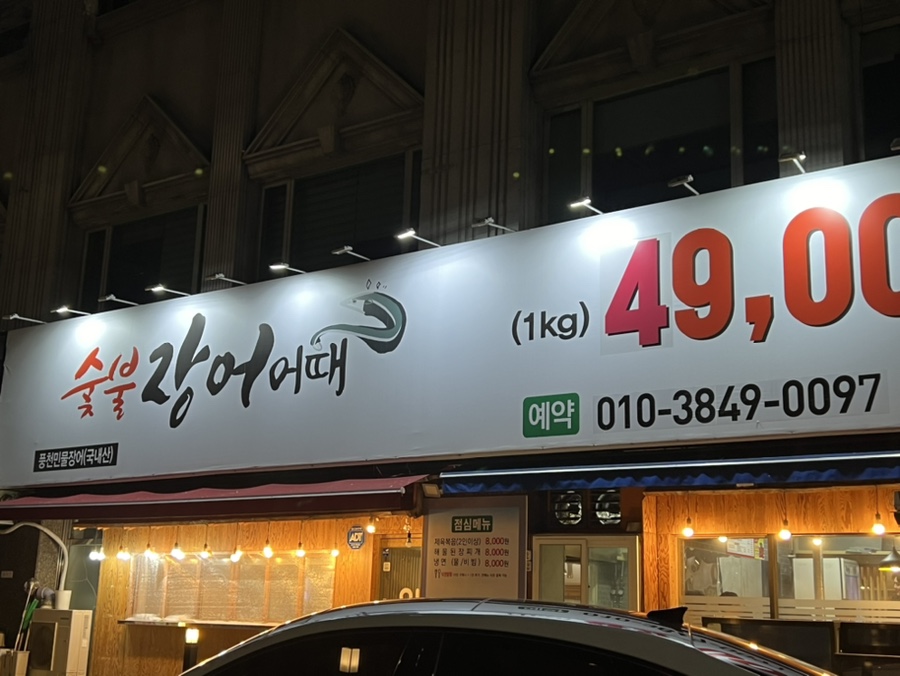 숯불 장어 어때
풍천민물장어(국내산)
(1kg) 49,00
예약 010-3849-0097
ADT
점심메뉴
제육볶음(2인이상) 8,000원
해물된장찌개 8,000원
냉면 (물/비빔) 8,000원